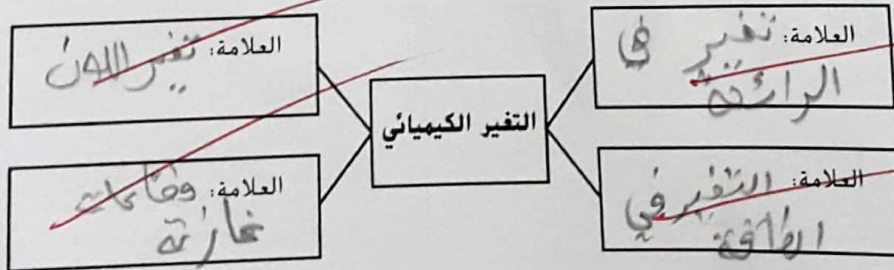 العلامة: تغير في
الرائحة
العلامة: تغير اللون
التغير الكيميائي
العلامة: التغير في
الطاقة
العلامة: وفقاعات
غازية